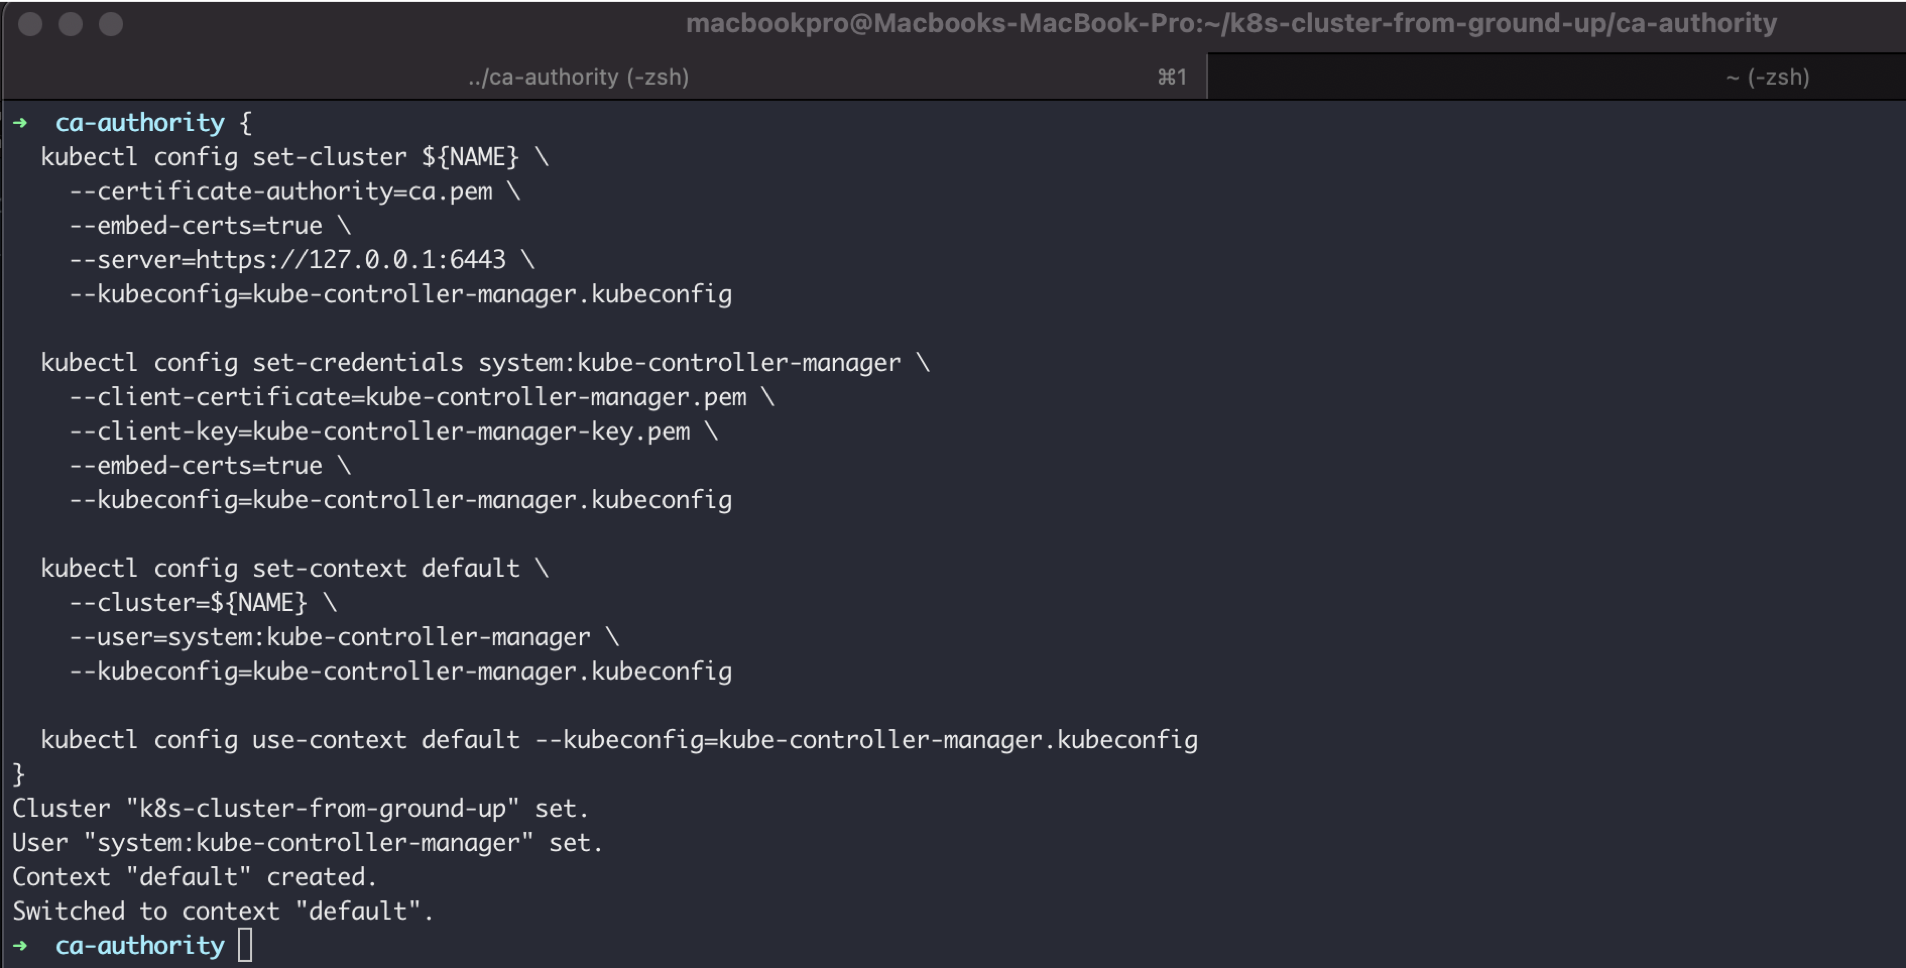 macbookpro@Macbooks-MacBook-Pro:~/k8s-cluster-from-ground-up/ca-authority
../ca-authority (-zsh) ⌘1 ~ (-zsh)
➜ ca-authority {
  kubectl config set-cluster ${NAME} \
    --certificate-authority=ca.pem \
    --embed-certs=true \
    --server=https://127.0.0.1:6443 \
    --kubeconfig=kube-controller-manager.kubeconfig

  kubectl config set-credentials system:kube-controller-manager \
    --client-certificate=kube-controller-manager.pem \
    --client-key=kube-controller-manager-key.pem \
    --embed-certs=true \
    --kubeconfig=kube-controller-manager.kubeconfig

  kubectl config set-context default \
    --cluster=${NAME} \
    --user=system:kube-controller-manager \
    --kubeconfig=kube-controller-manager.kubeconfig

  kubectl config use-context default --kubeconfig=kube-controller-manager.kubeconfig
}
Cluster "k8s-cluster-from-ground-up" set.
User "system:kube-controller-manager" set.
Context "default" created.
Switched to context "default".
➜ ca-authority